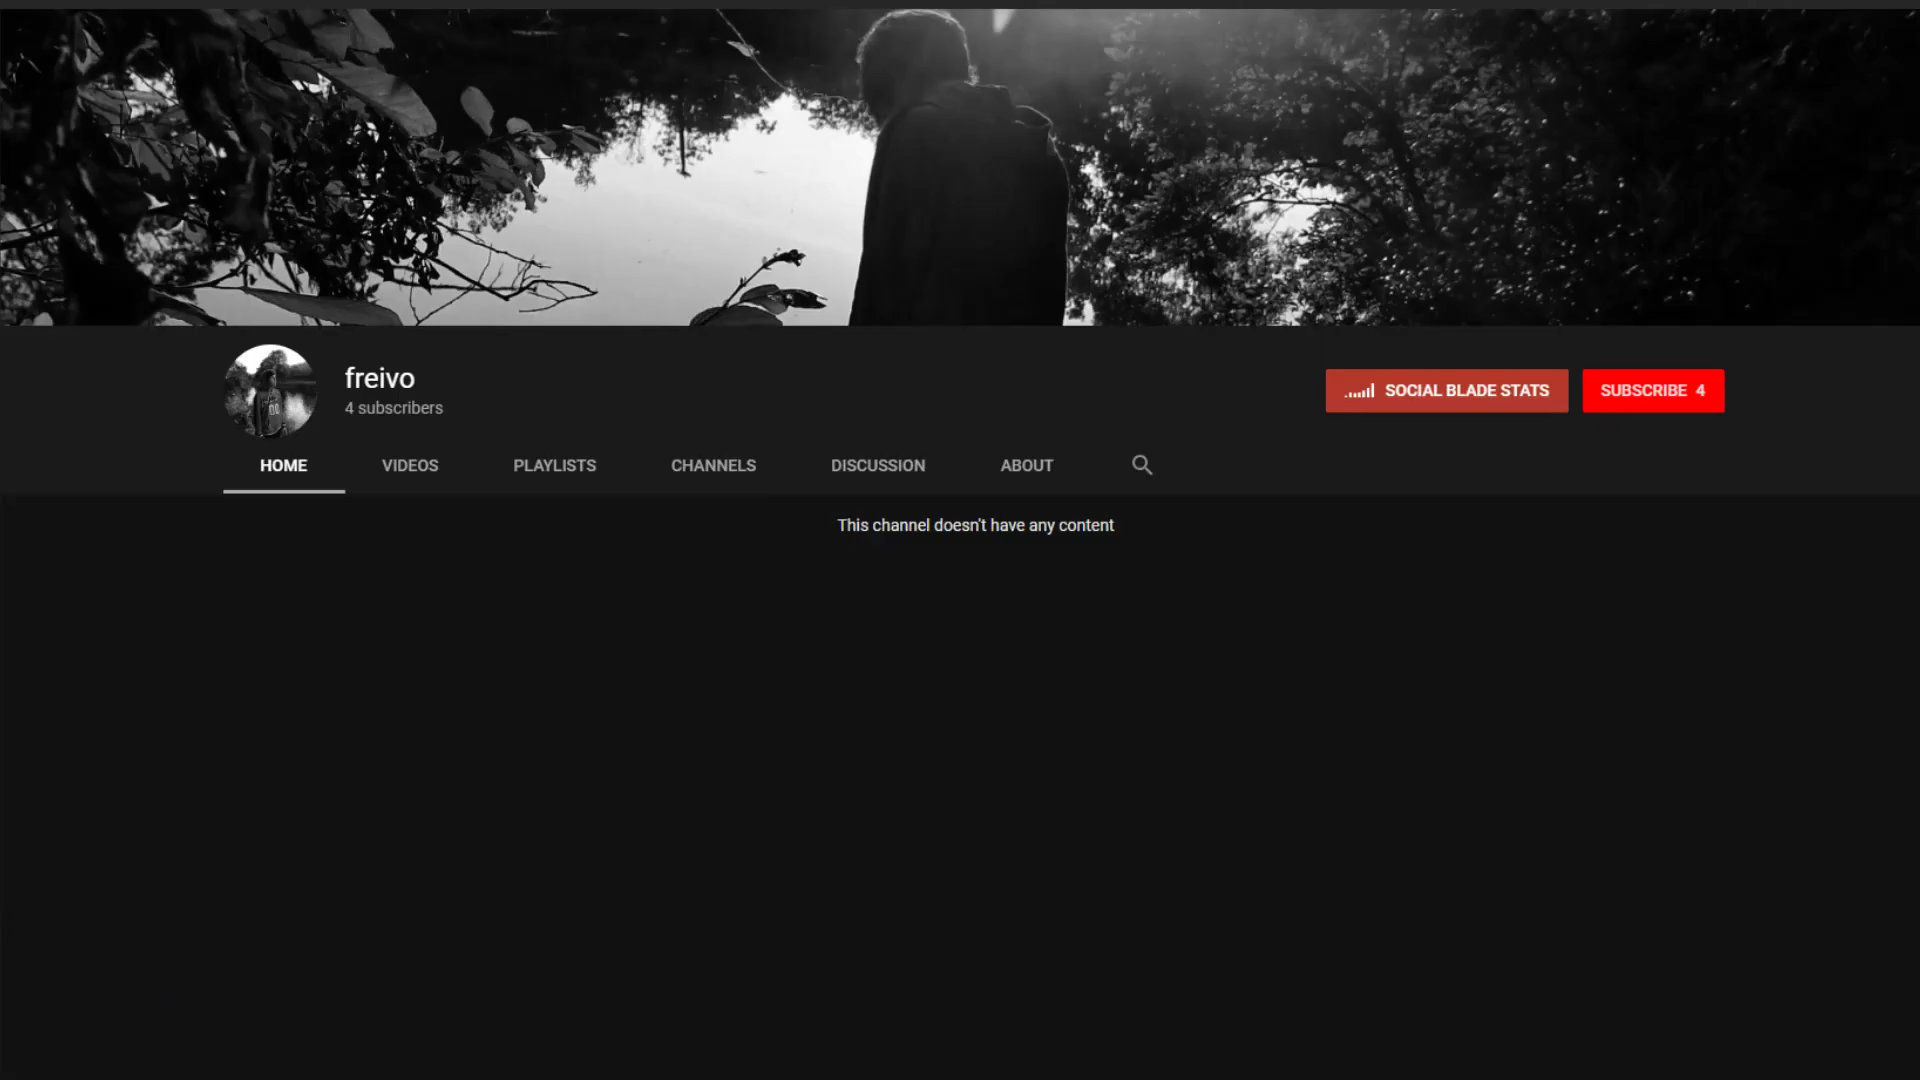 freivo
4 subscribers
SOCIAL BLADE STATS
SUBSCRIBE 4
HOME
VIDEOS
PLAYLISTS
CHANNELS
DISCUSSION
ABOUT
This channel doesn't have any content